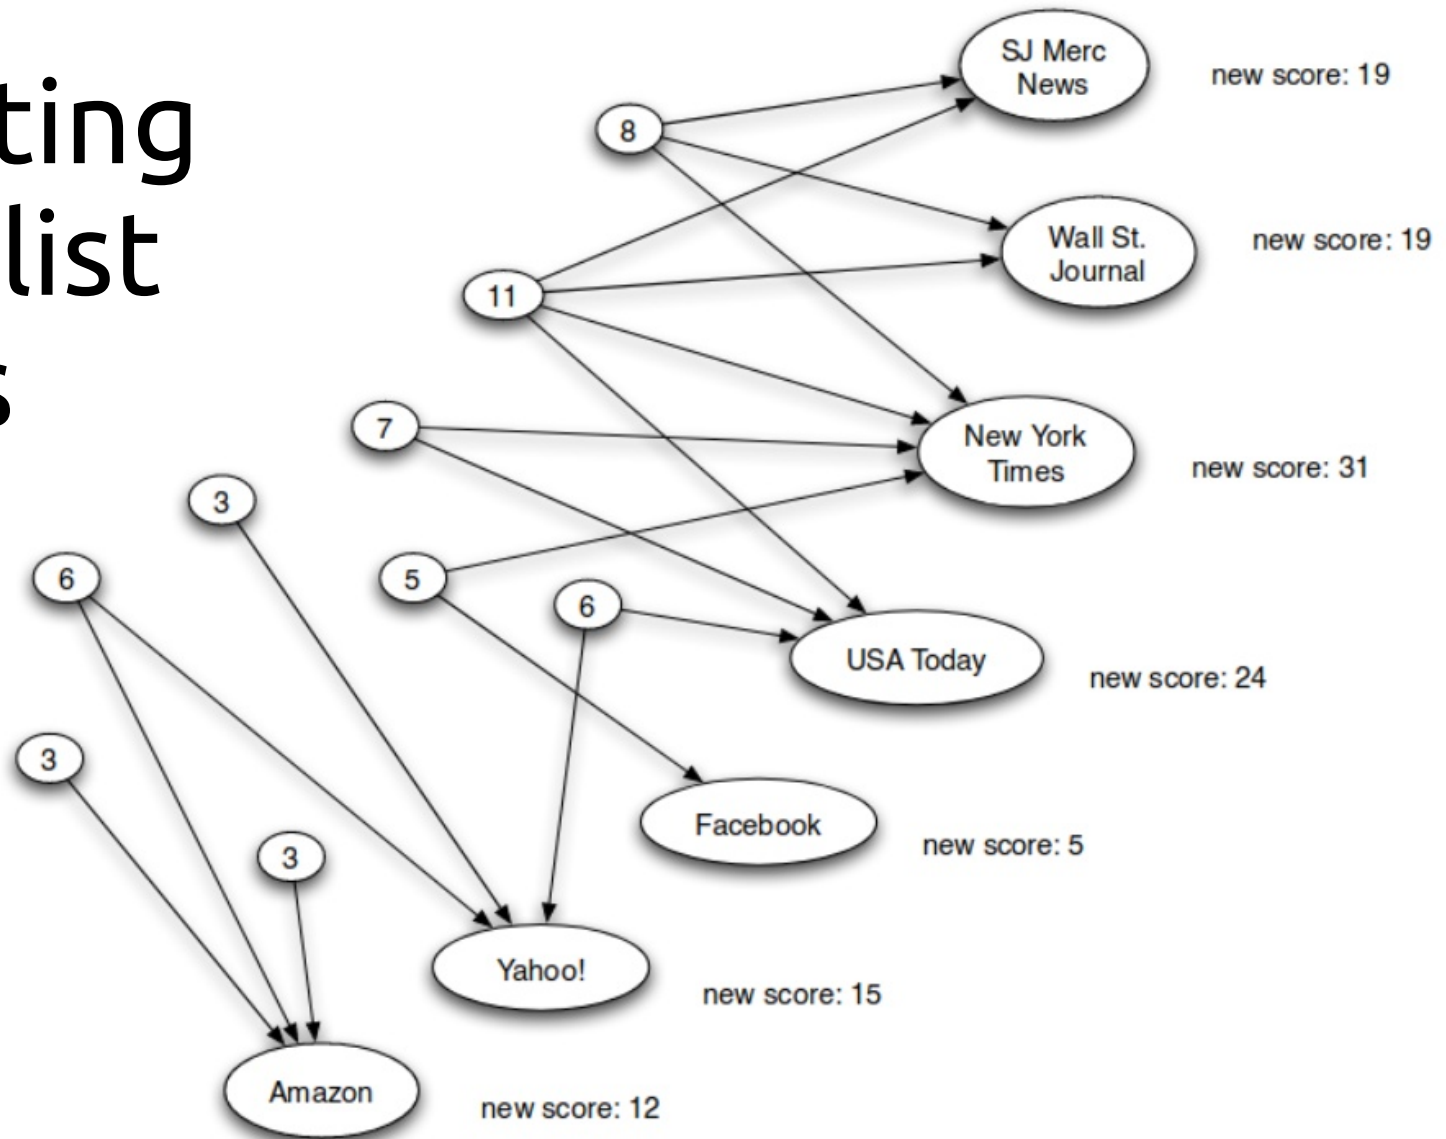 ting
list
s
SJ Merc
News
new score: 19
8
Wall St.
Journal
new score: 19
11
7
New York
Times
new score: 31
3
6
5
6
USA Today
new score: 24
3
Facebook
new score: 5
3
Yahoo!
new score: 15
Amazon
new score: 12